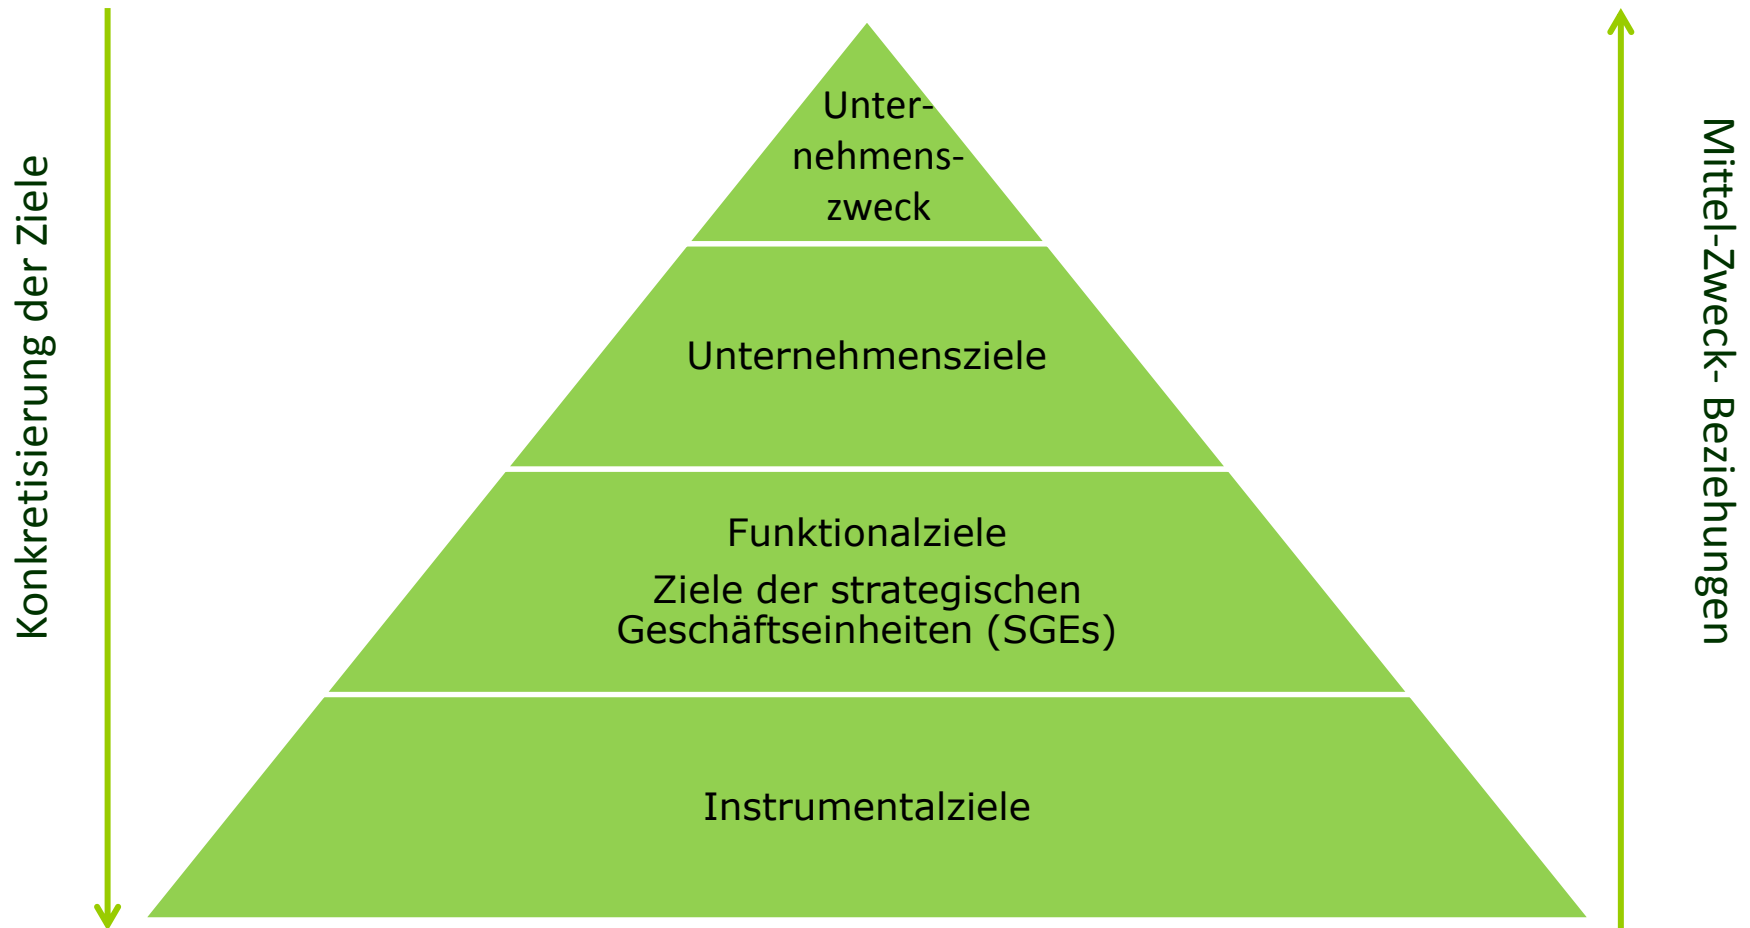 Konkretisierung der Ziele
Unter-
nehmens-
zweck
Unternehmensziele
Funktionalziele
Ziele der strategischen
Geschäftseinheiten (SGEs)
Instrumentalziele
Mittel-Zweck- Beziehungen